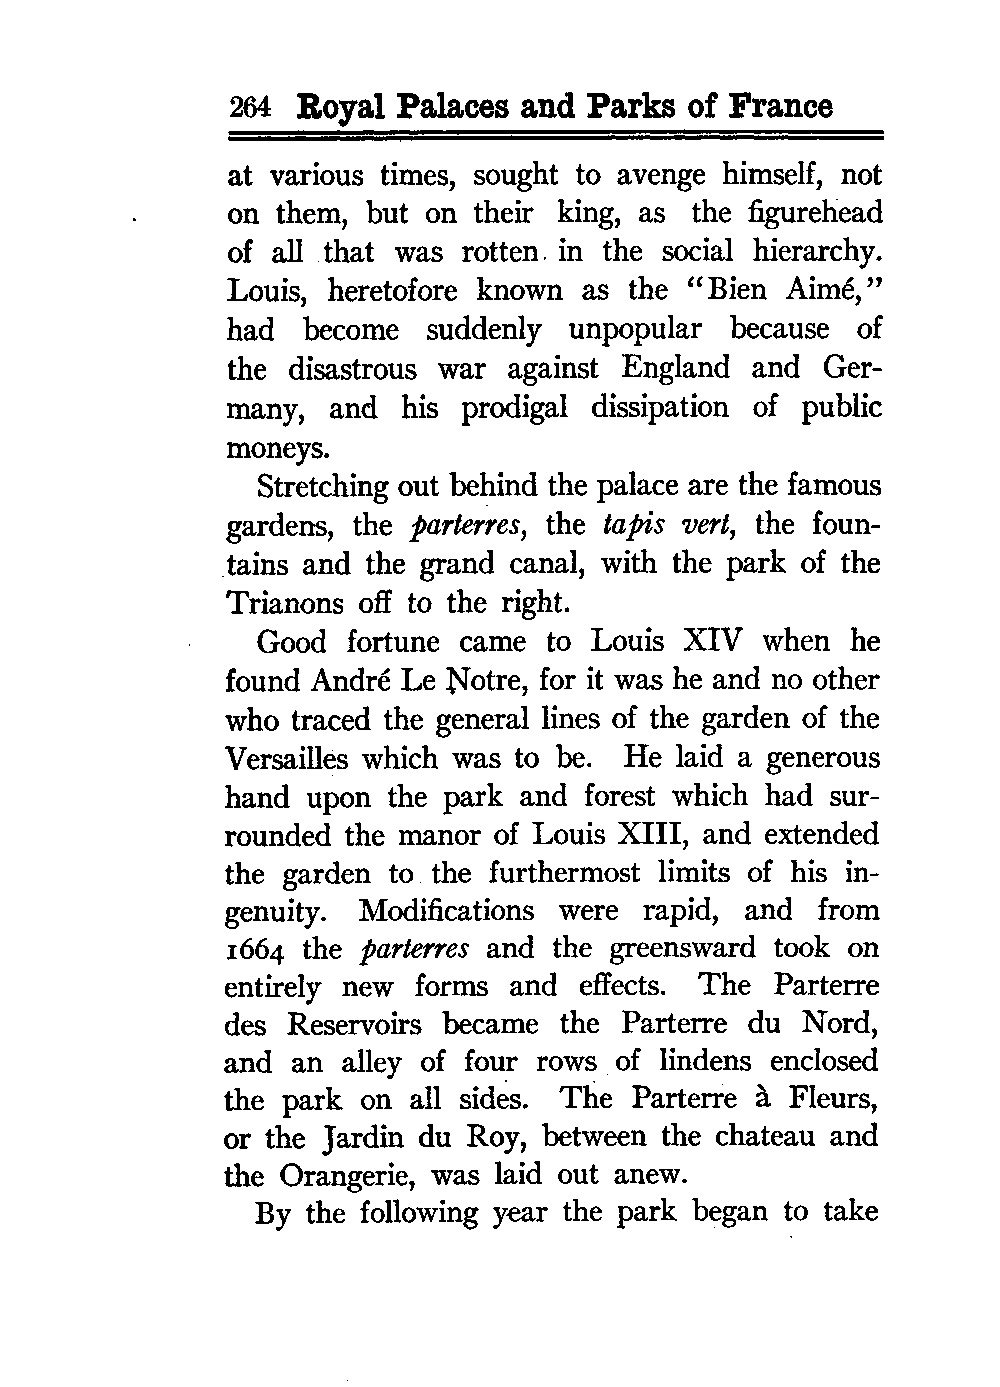 264 Royal Palaces and Parks of France
at various times, sought to avenge himself, not
on them, but on their king, as the figurehead
of all that was rotten in the social hierarchy.
Louis, heretofore known as the “Bien Aimé,”
had become suddenly unpopular because of
the disastrous war against England and Ger-
many, and his prodigal dissipation of public
moneys.
Stretching out behind the palace are the famous
gardens, the parterres, the tapis vert, the foun-
tains and the grand canal, with the park of the
Trianons off to the right.
Good fortune came to Louis XIV when he
found André Le Notre, for it was he and no other
who traced the general lines of the garden of the
Versailles which was to be. He laid a generous
hand upon the park and forest which had sur-
rounded the manor of Louis XIII, and extended
the garden to the furthermost limits of his in-
genuity. Modifications were rapid, and from
1664 the parterres and the greensward took on
entirely new forms and effects. The Parterre
des Reservoirs became the Parterre du Nord,
and an alley of four rows of lindens enclosed
the park on all sides. The Parterre à Fleurs,
or the Jardin du Roy, between the chateau and
the Orangerie, was laid out anew.
By the following year the park began to take